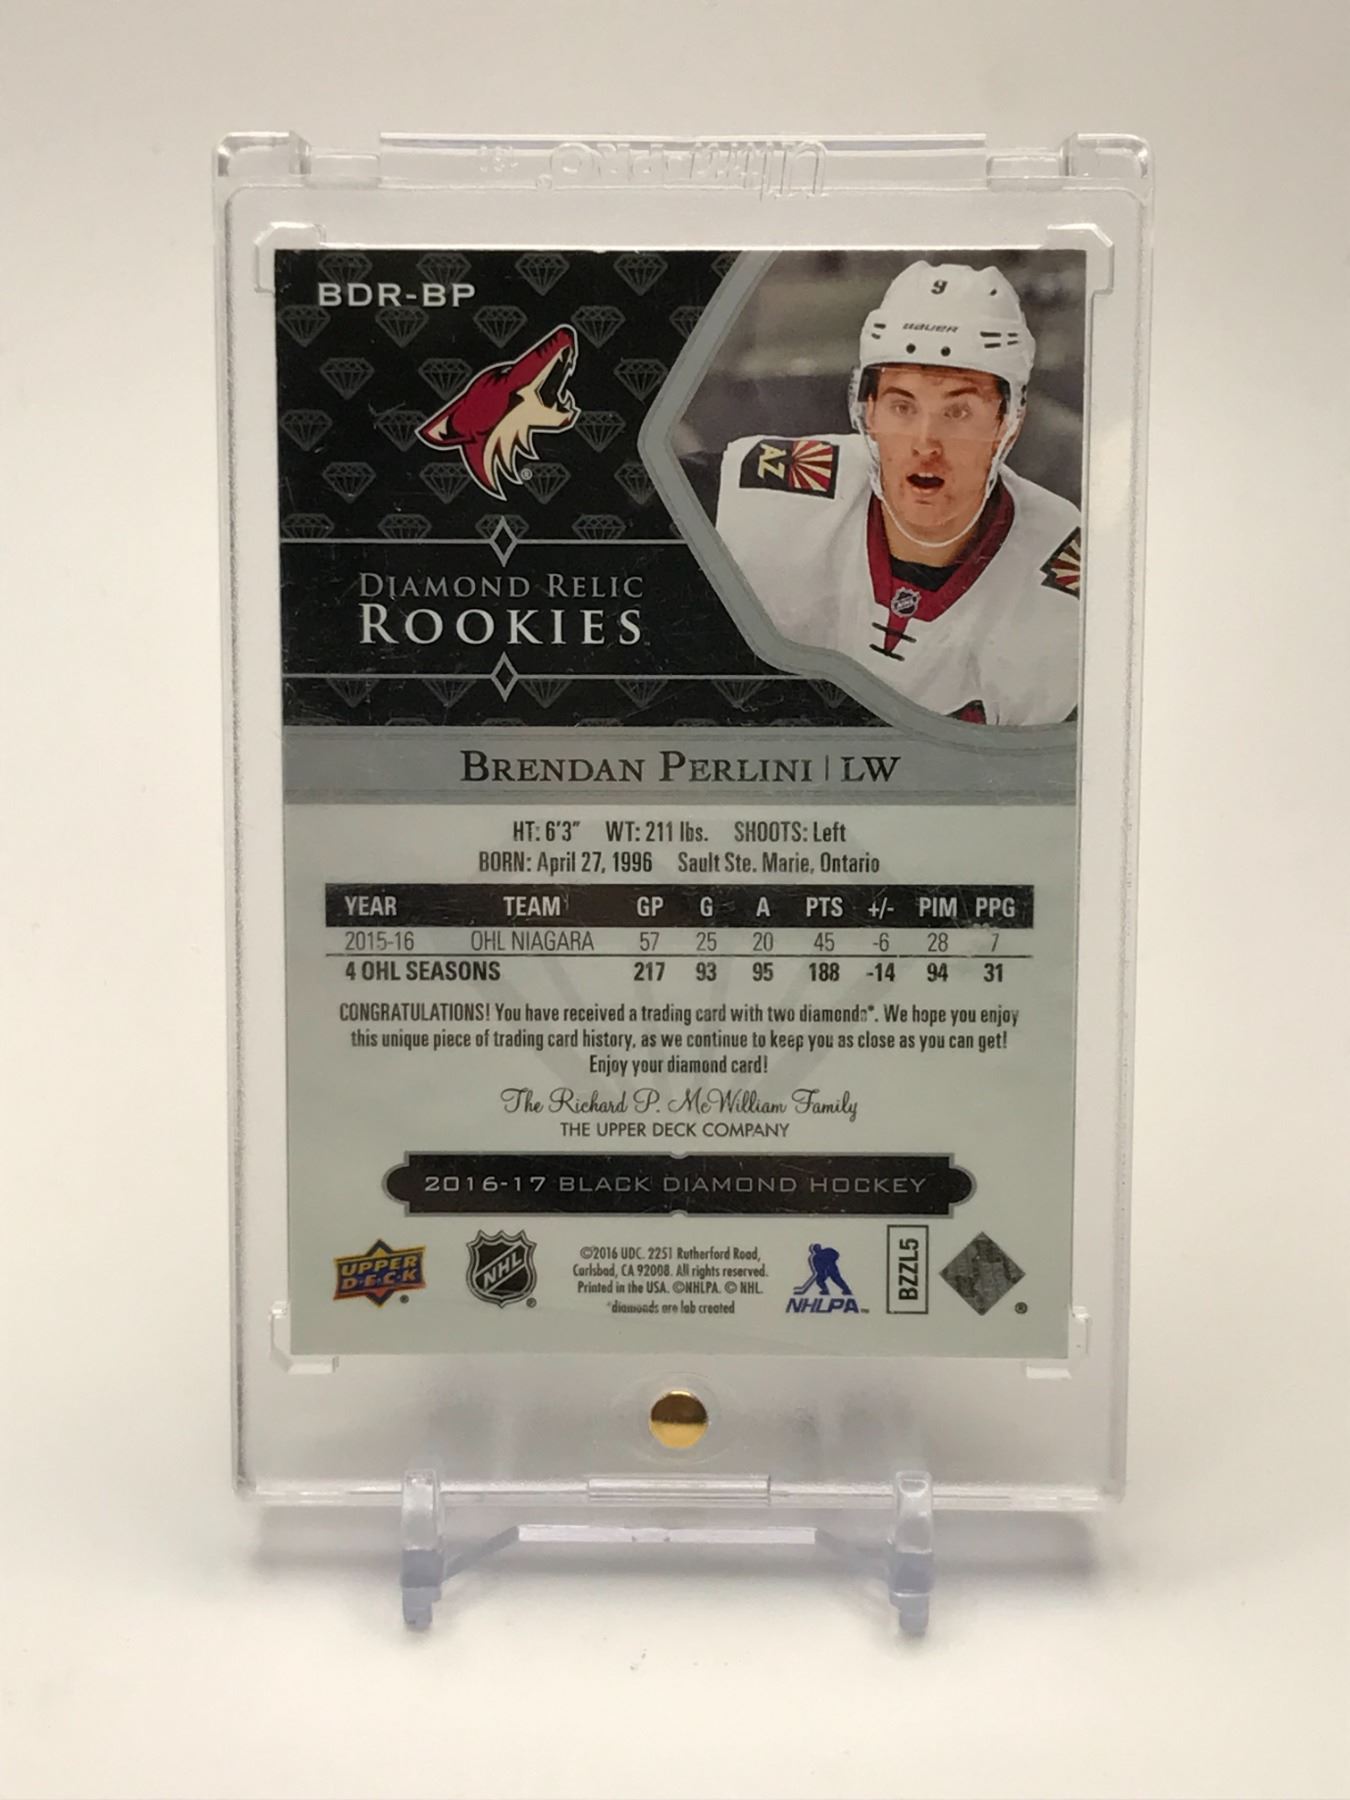 Ultra·PRO®
BDR-BP
9
BAUER
AZ
DIAMOND RELIC
ROOKIES
BRENDAN PERLINI | LW
HT: 6'3" WT: 211 lbs. SHOOTS: Left
BORN: April 27, 1996 Sault Ste. Marie, Ontario
YEAR TEAM GP G A PTS +/- PIM PPG
2015-16 OHL NIAGARA 57 25 20 45 -6 28 7
4 OHL SEASONS 217 93 95 188 -14 94 31
CONGRATULATIONS! You have received a trading card with two diamonds*. We hope you enjoy
this unique piece of trading card history, as we continue to keep you as close as you can get!
Enjoy your diamond card!
The Richard P. McWilliam Family
THE UPPER DECK COMPANY
2016-17 BLACK DIAMOND HOCKEY
UPPER
DECK®
NHL®
©2016 UDC. 2251 Rutherford Road,
Carlsbad, CA 92008. All rights reserved.
Printed in the USA. ©NHLPA. © NHL.
*diamonds are lab created
NHLPA™
BZZL5
®